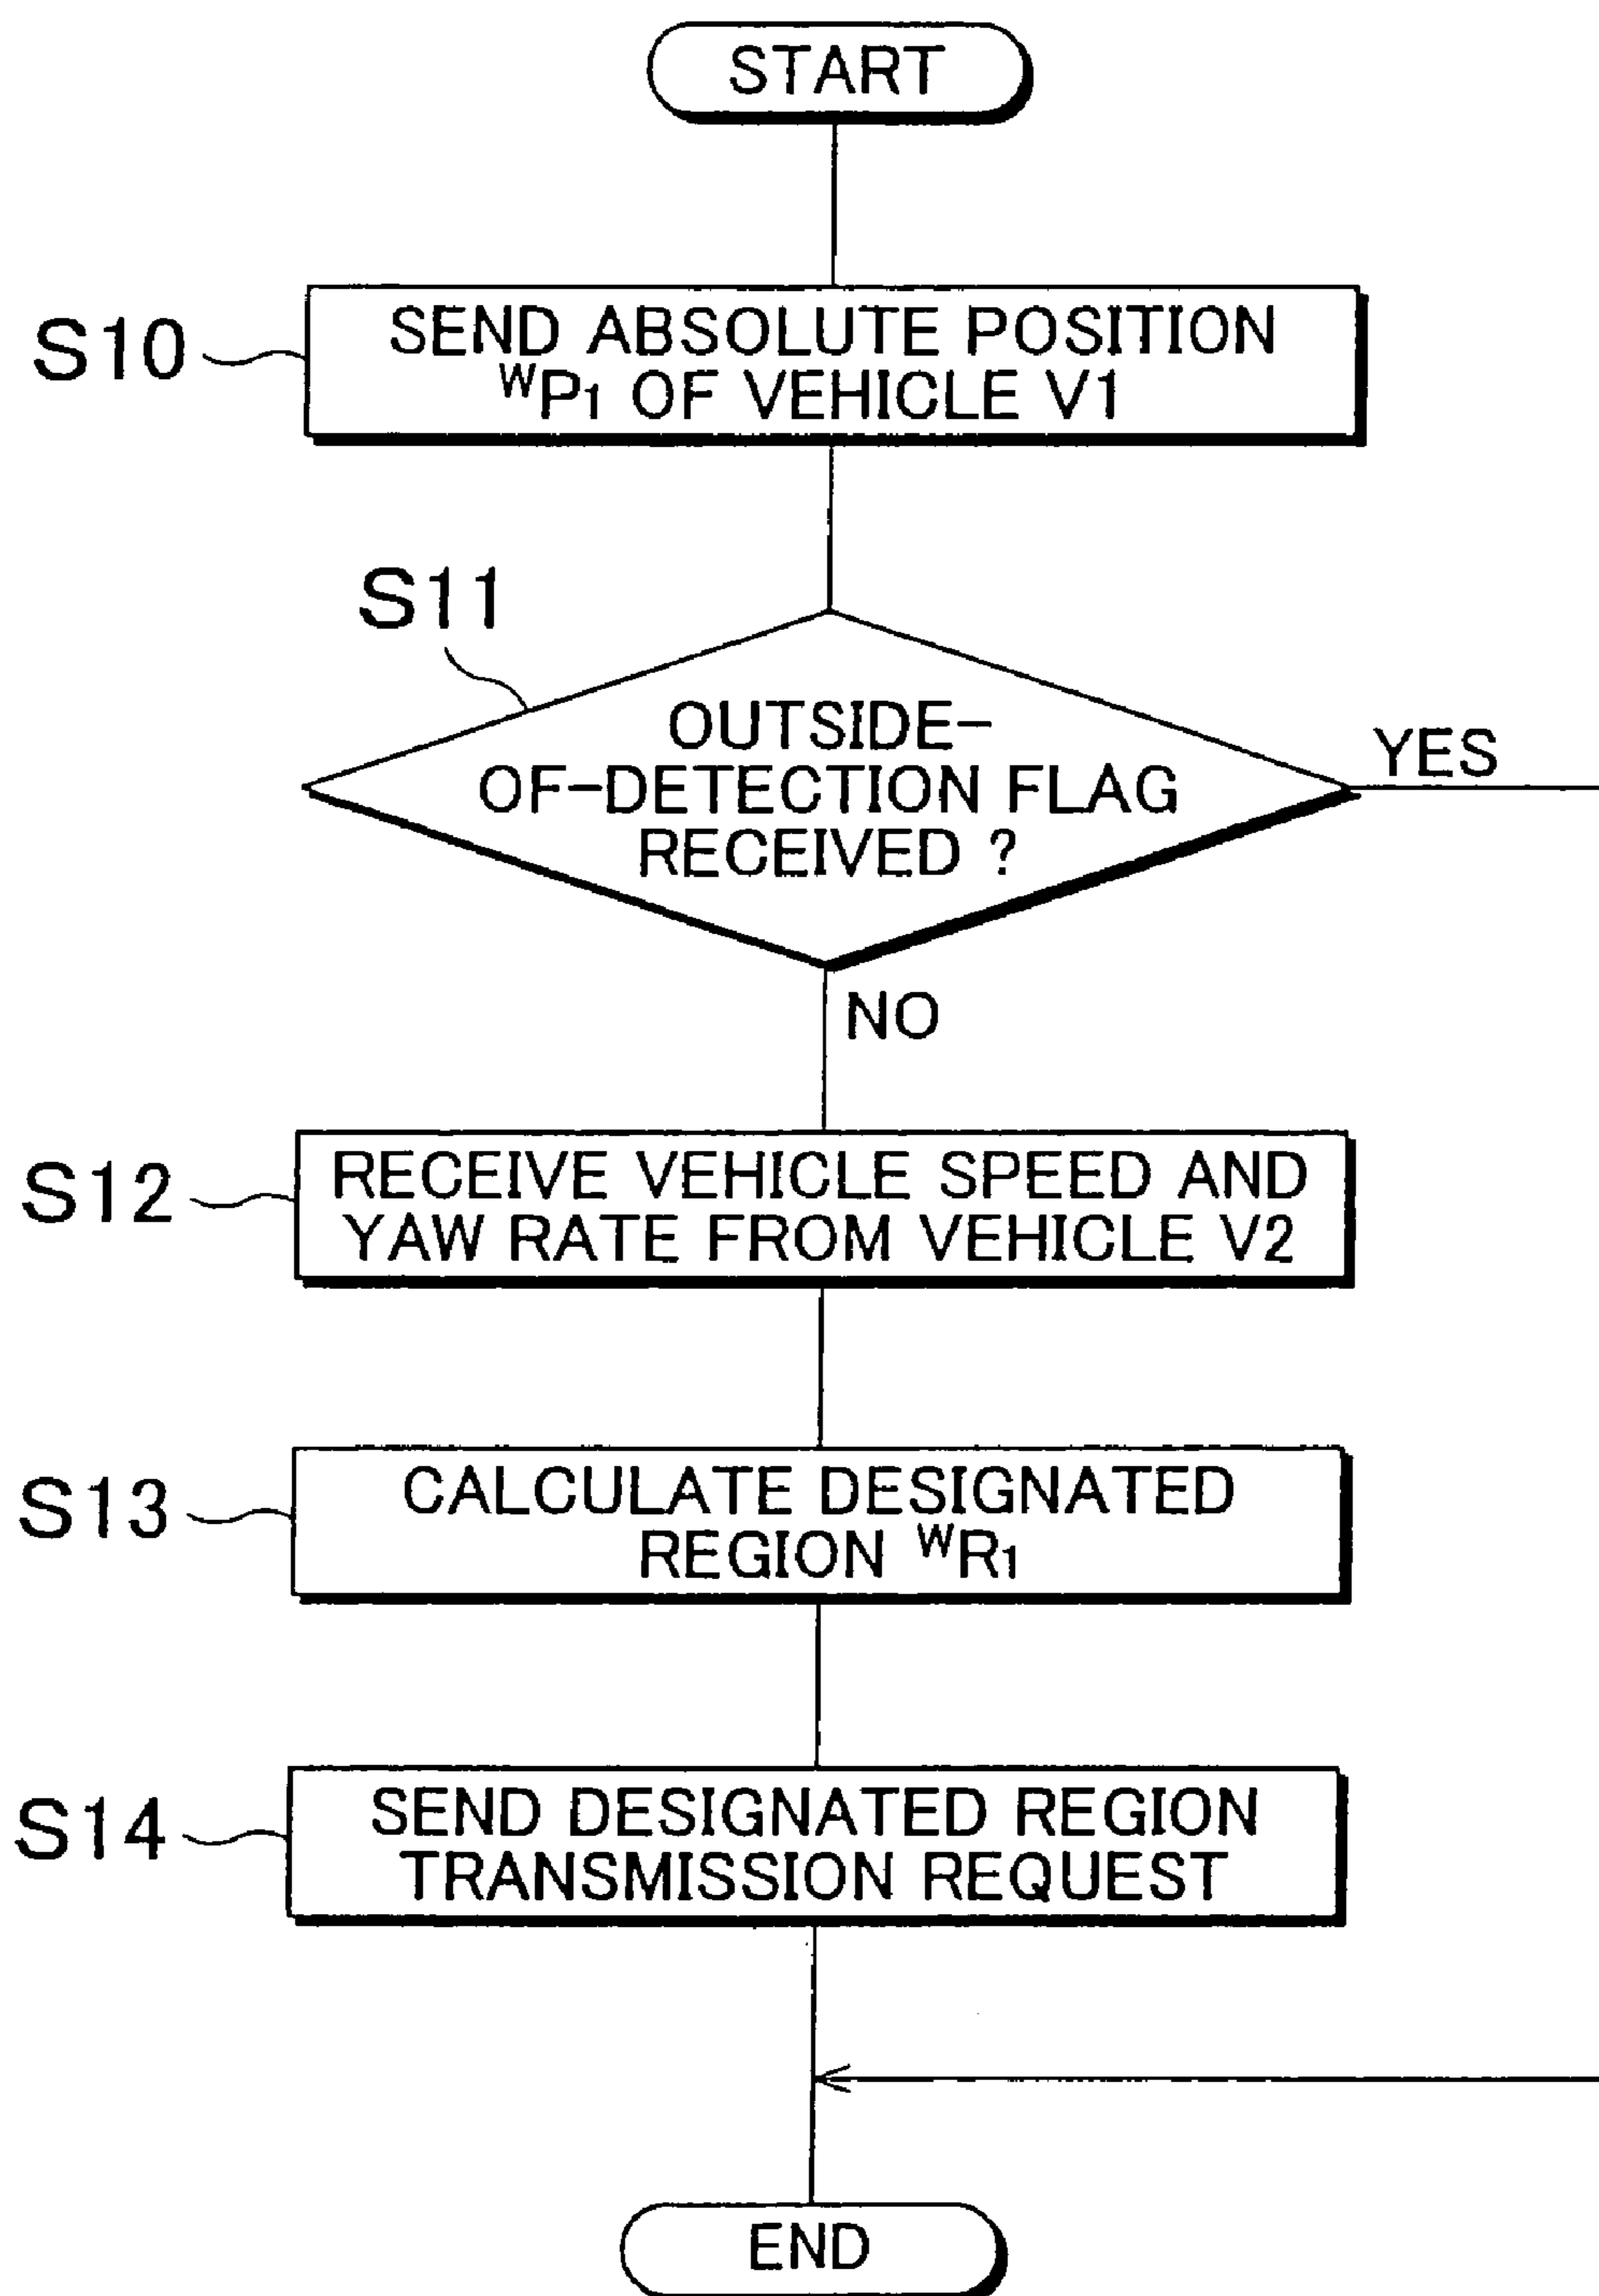 START
S10
SEND ABSOLUTE POSITION
ᵂP₁ OF VEHICLE V1
S11
OUTSIDE-
OF-DETECTION FLAG
RECEIVED ?
YES
NO
S12
RECEIVE VEHICLE SPEED AND
YAW RATE FROM VEHICLE V2
S13
CALCULATE DESIGNATED
REGION ᵂR₁
S14
SEND DESIGNATED REGION
TRANSMISSION REQUEST
END